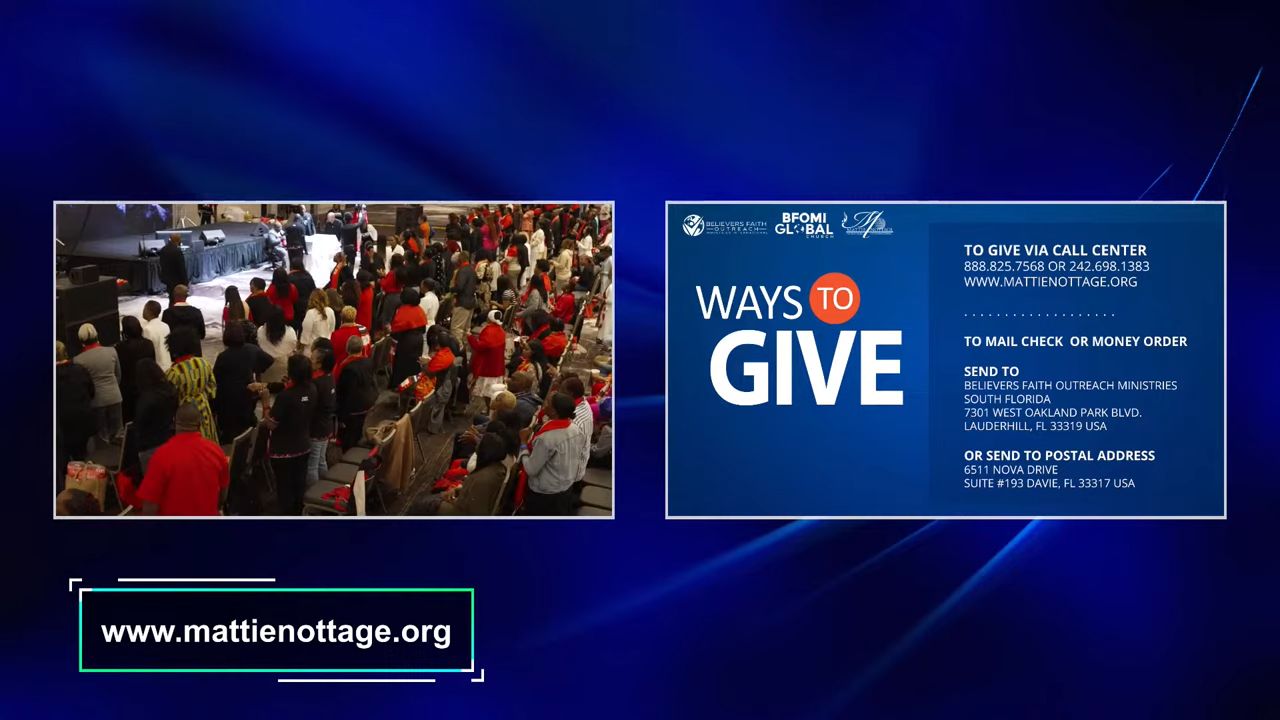 BELIEVERS FAITH
OUTREACH
BFOMI
GLOBAL
CHURCH
WAYS TO
GIVE
TO GIVE VIA CALL CENTER
888.825.7568 OR 242.698.1383
WWW.MATTIENOTTAGE.ORG
TO MAIL CHECK OR MONEY ORDER
SEND TO
BELIEVERS FAITH OUTREACH MINISTRIES
SOUTH FLORIDA
7301 WEST OAKLAND PARK BLVD.
LAUDERHILL, FL 33319 USA
OR SEND TO POSTAL ADDRESS
6511 NOVA DRIVE
SUITE #193 DAVIE, FL 33317 USA
www.mattienottage.org